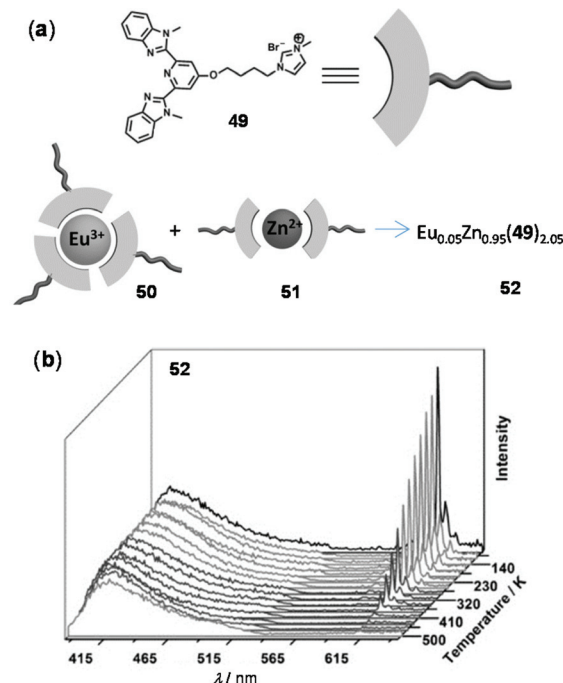 (a)
N
N
N
N
N
O
Br⁻
⊕
N
N
49
Eu³⁺
+
Zn²⁺
Eu₀.₀₅Zn₀.₉₅(49)₂.₀₅
50
51
52
(b)
52
Intensity
140
230
320
410
500
Temperature / K
415 465 515 565 615
λ/ nm